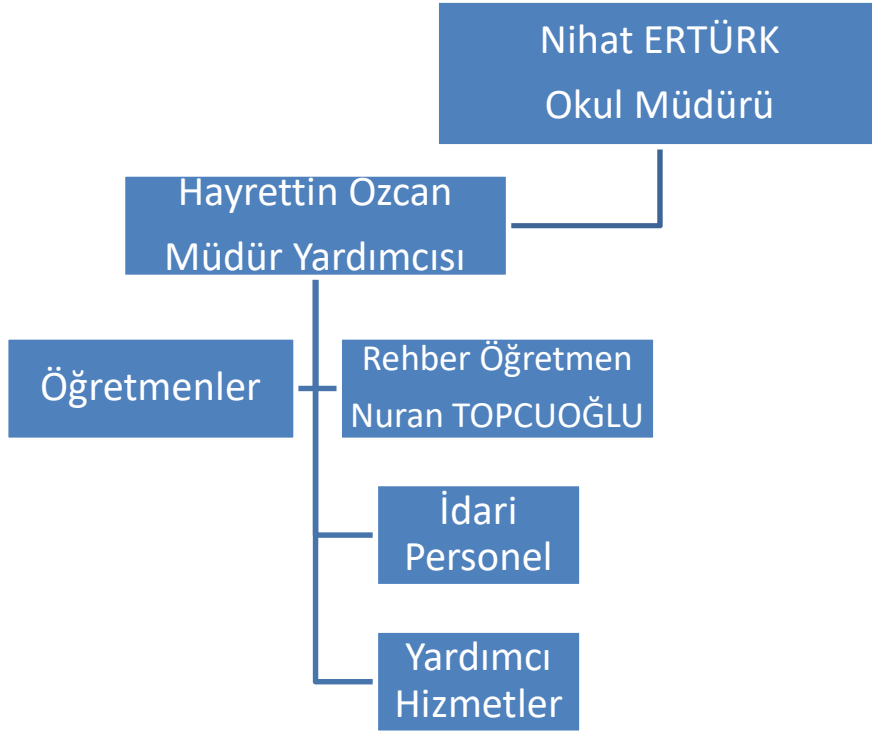 Nihat ERTÜRK
Okul Müdürü
Hayrettin Ozcan
Müdür Yardımcısı
Öğretmenler
Rehber Öğretmen
Nuran TOPCUOĞLU
İdari
Personel
Yardımcı
Hizmetler